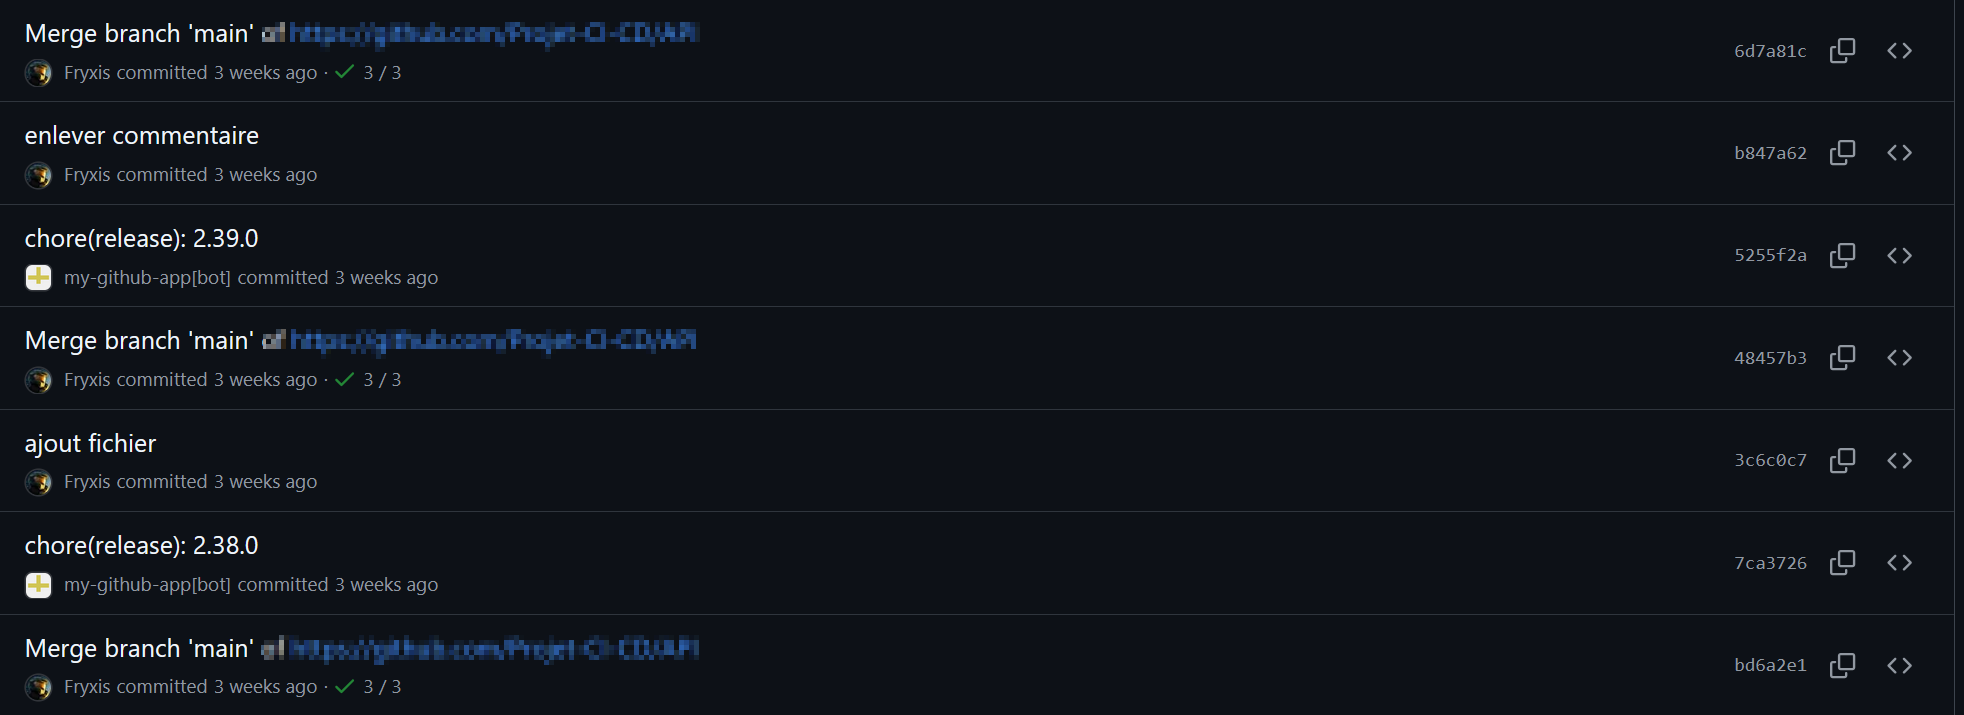 Merge branch 'main' of
Fryxis committed 3 weeks ago · 3 / 3
6d7a81c
enlever commentaire
Fryxis committed 3 weeks ago
b847a62
chore(release): 2.39.0
my-github-app[bot] committed 3 weeks ago
5255f2a
Merge branch 'main' of
Fryxis committed 3 weeks ago · 3 / 3
48457b3
ajout fichier
Fryxis committed 3 weeks ago
3c6c0c7
chore(release): 2.38.0
my-github-app[bot] committed 3 weeks ago
7ca3726
Merge branch 'main' of
Fryxis committed 3 weeks ago · 3 / 3
bd6a2e1